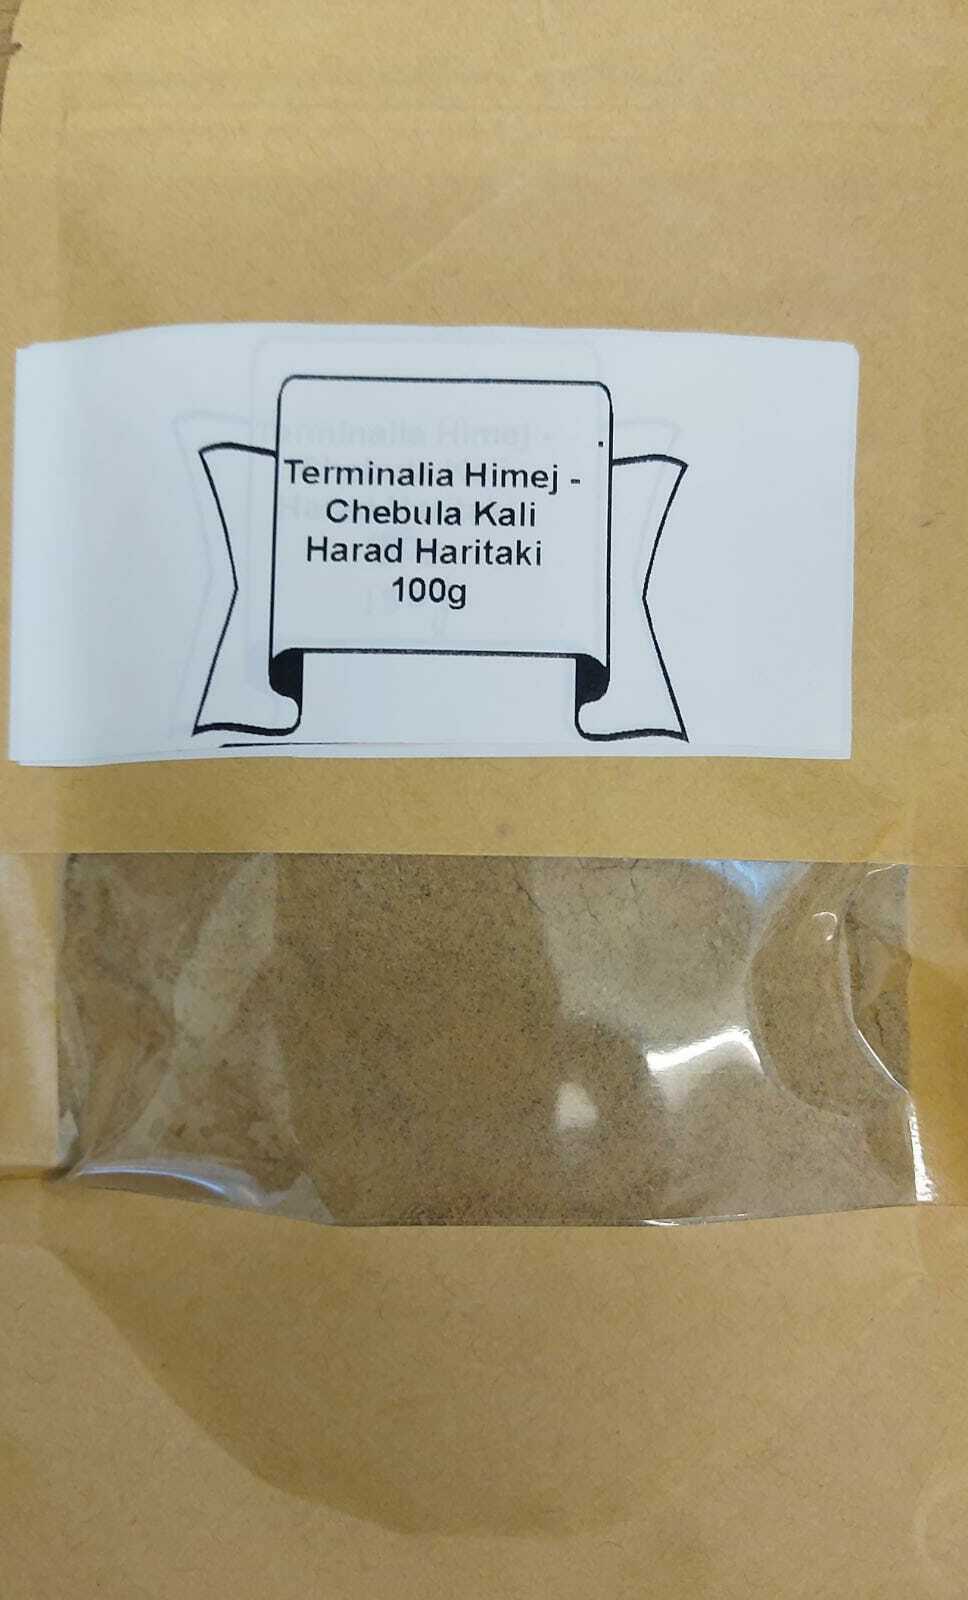 Terminalia Himej -
Chebula Kali
Harad Haritaki
100g